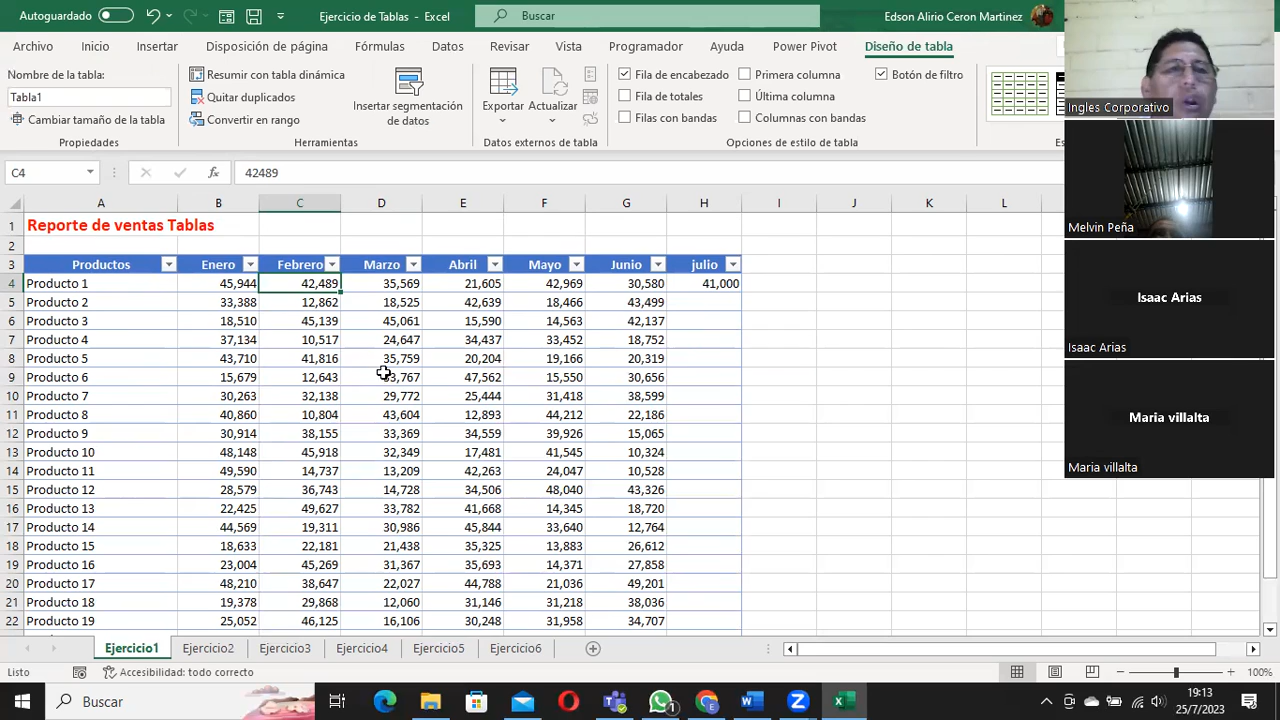 Autoguardado
Ejercicio de Tablas - Excel
Buscar
Edson Alirio Ceron Martinez
Archivo Inicio Insertar Disposición de página Fórmulas Datos Revisar Vista Programador Ayuda Power Pivot Diseño de tabla
Nombre de la tabla:
Tabla1
Cambiar tamaño de la tabla
Propiedades
Resumir con tabla dinámica
Quitar duplicados
Convertir en rango
Insertar segmentación
de datos
Herramientas
Exportar Actualizar
Datos externos de tabla
Fila de encabezado Primera columna Botón de filtro
Fila de totales Última columna
Filas con bandas Columnas con bandas
Opciones de estilo de tabla
Ingles Corporativo
Melvin Peña
Isaac Arias
Isaac Arias
Maria villalta
Maria villalta
C4 fx 42489
A B C D E F G H I J K L
1 Reporte de ventas Tablas
2
3 Productos Enero Febrero Marzo Abril Mayo Junio julio
4 Producto 1 45,944 42,489 35,569 21,605 42,969 30,580 41,000
5 Producto 2 33,388 12,862 18,525 42,639 18,466 43,499
6 Producto 3 18,510 45,139 45,061 15,590 14,563 42,137
7 Producto 4 37,134 10,517 24,647 34,437 33,452 18,752
8 Producto 5 43,710 41,816 35,759 20,204 19,166 20,319
9 Producto 6 15,679 12,643 47,562 15,550 30,656
10 Producto 7 30,263 32,138 29,772 25,444 31,418 38,599
11 Producto 8 40,860 10,804 43,604 12,893 44,212 22,186
12 Producto 9 30,914 38,155 33,369 34,559 39,926 15,065
13 Producto 10 48,148 45,918 32,349 17,481 41,545 10,324
14 Producto 11 49,590 14,737 13,209 42,263 24,047 10,528
15 Producto 12 28,579 36,743 14,728 34,506 48,040 43,326
16 Producto 13 22,425 49,627 33,782 41,668 14,345 18,720
17 Producto 14 44,569 19,311 30,986 45,844 33,640 12,764
18 Producto 15 18,633 22,181 21,438 35,325 13,883 26,612
19 Producto 16 23,004 45,269 31,367 35,693 14,371 27,858
20 Producto 17 48,210 38,647 22,027 44,788 21,036 49,201
21 Producto 18 19,378 29,868 12,060 31,146 31,218 38,036
22 Producto 19 25,052 46,125 16,106 30,248 31,958 34,707
Ejercicio1 Ejercicio2 Ejercicio3 Ejercicio4 Ejercicio5 Ejercicio6
Listo
Accesibilidad: todo correcto
100%
Buscar
19:13
25/7/2023